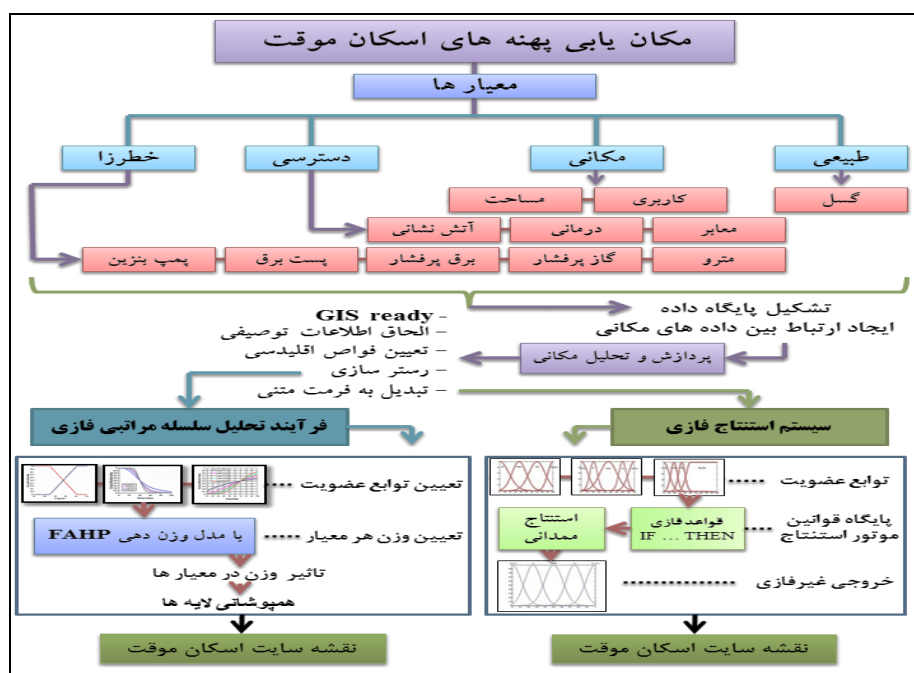 مکان یابی پهنه های اسکان موقت
معیار ها
طبیعی
مکانی
دسترسی
خطرزا
گسل
کاربری
مساحت
معابر
درمانی
آتش نشانی
مترو
گاز پرفشار
برق پرفشار
پست برق
پمپ بنزین
تشکیل پایگاه داده
ایجاد ارتباط بین داده های مکانی
پردازش و تحلیل مکانی
- GIS ready
- الحاق اطلاعات توصیفی
- تعیین فواص اقلیدسی
- رستر سازی
- تبدیل به فرمت متنی
سیستم استنتاج فازی
توابع عضویت
پایگاه قوانین
موتور استنتاج
قواعدفازی
IF ... THEN
استنتاج
ممدانی
خروجی غیرفازی
نقشه سایت اسکان موقت
فرآیند تحلیل سلسله مراتبی فازی
تعیین توابع عضویت
تعیین وزن هر معیار
با مدل وزن دهی FAHP
تاثیر وزن در معیار ها
همپوشانی لایه ها
نقشه سایت اسکان موقت